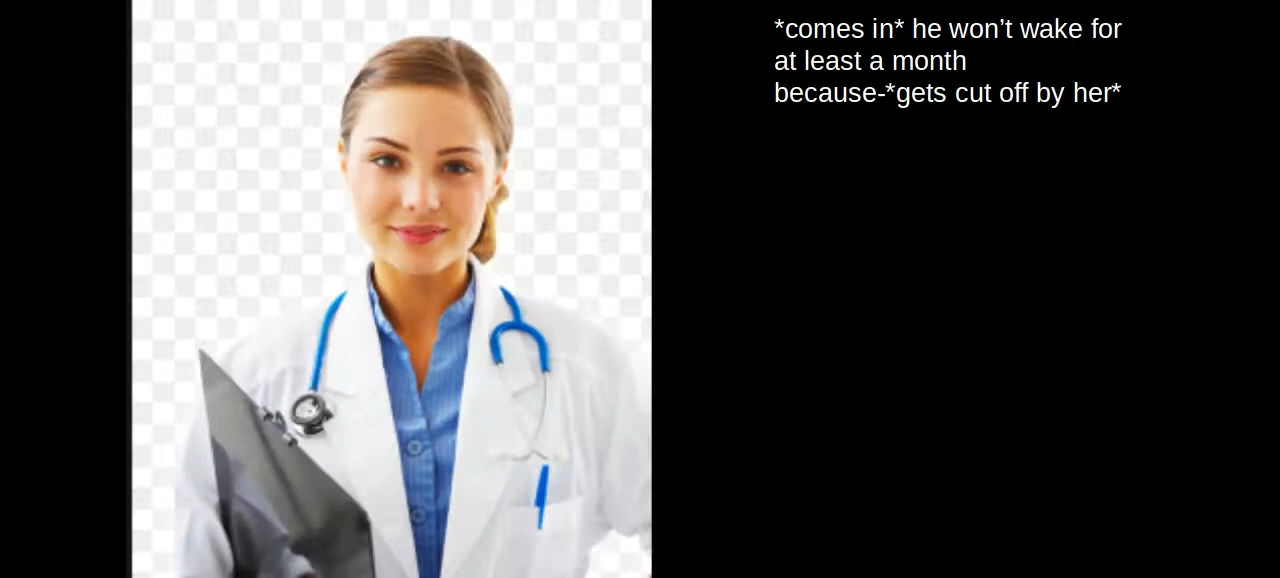 *comes in* he won’t wake for
at least a month
because-*gets cut off by her*